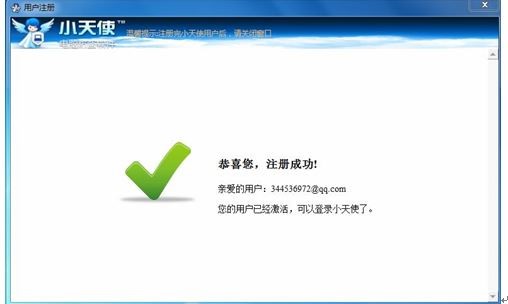 用户注册
小天使™
温馨提示:注册完小天使用户后，请关闭窗口
恭喜您，注册成功!
亲爱的用户：344536972@qq.com
您的用户已经激活，可以登录小天使了。